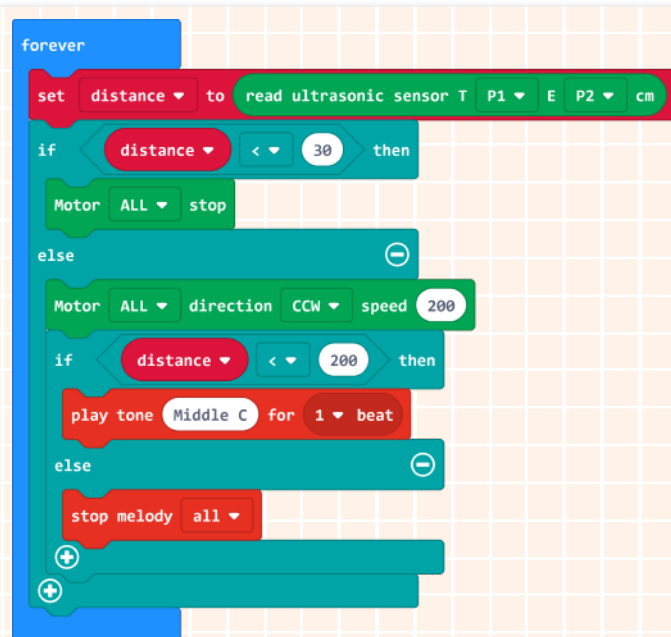 forever
set distance to read ultrasonic sensor T P1 E P2 cm
if distance < 30 then
Motor ALL stop
else
Motor ALL direction CCW speed 200
if distance < 200 then
play tone Middle C for 1 beat
else
stop melody all